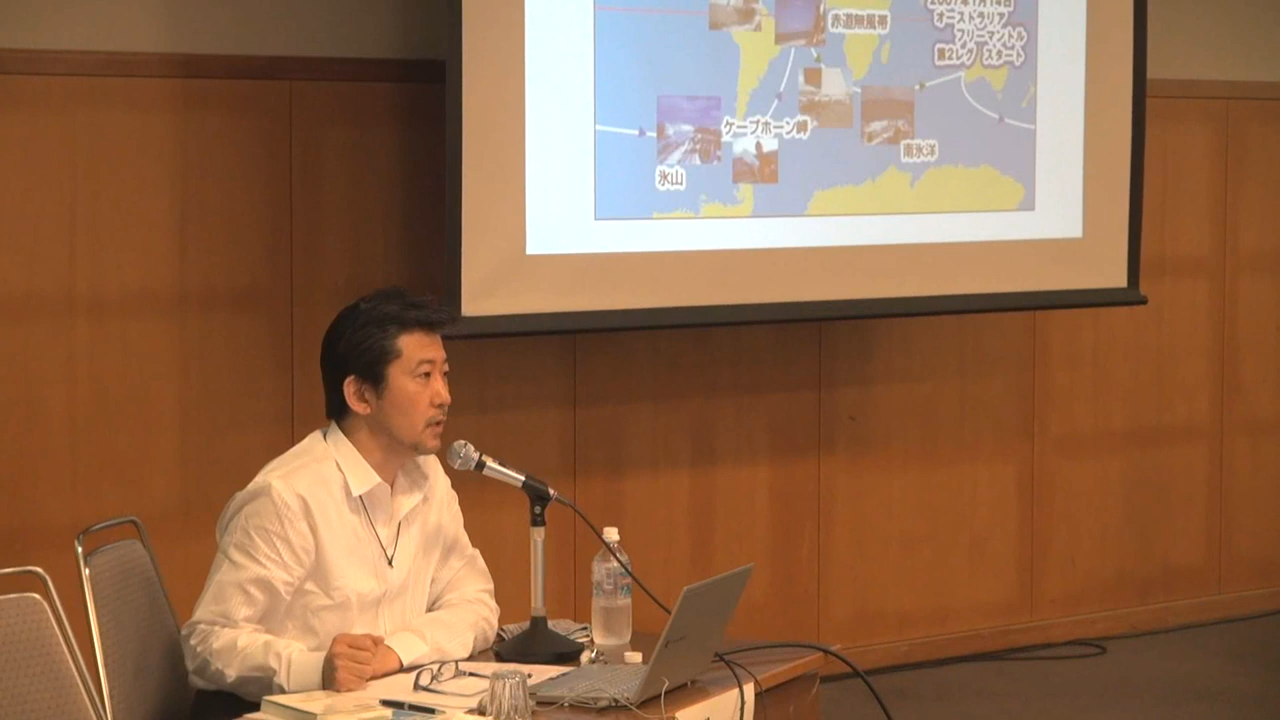 2007年1月14日
オーストラリア
フリーマントル
第2レグ スタート
赤道無風帯
ケープホーン岬
南氷洋
氷山